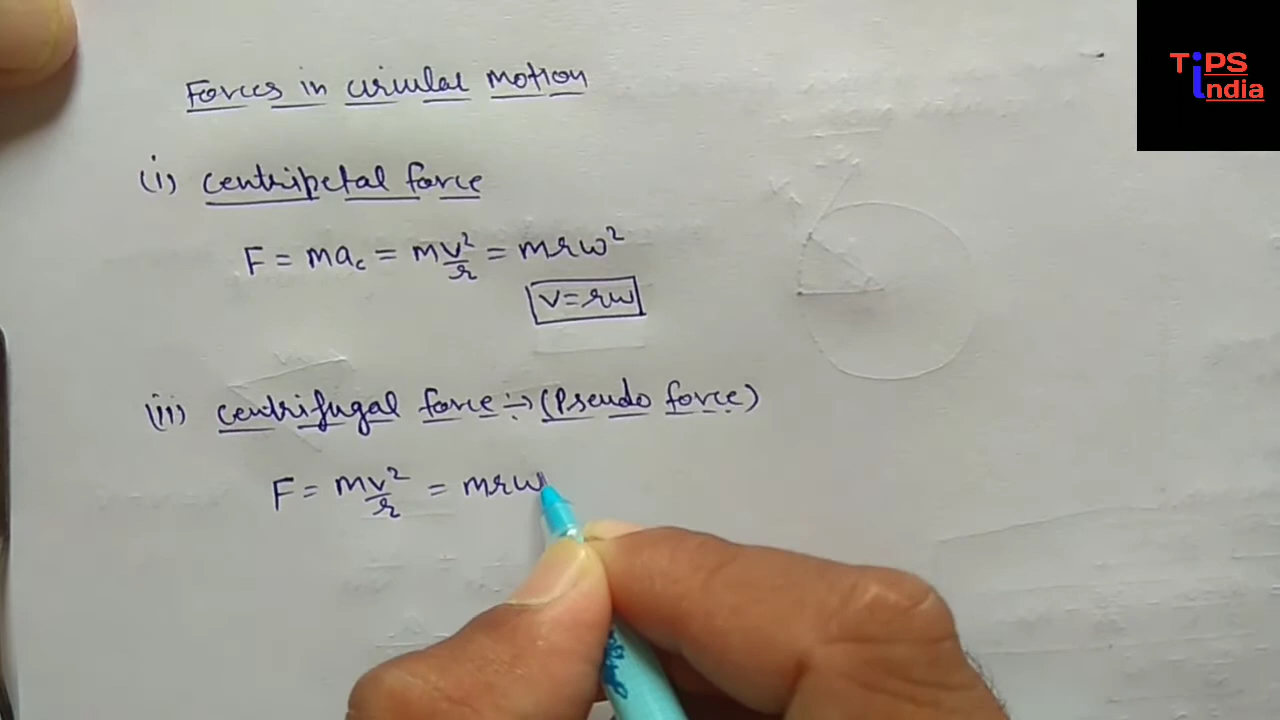 TiPS
india
Forces in circular motion
(i) centripetal force
F = mac = mv²/r = mrω²
v=rω
(ii) centrifugal force :→ (Pseudo force)
F = mv²/r = mrω